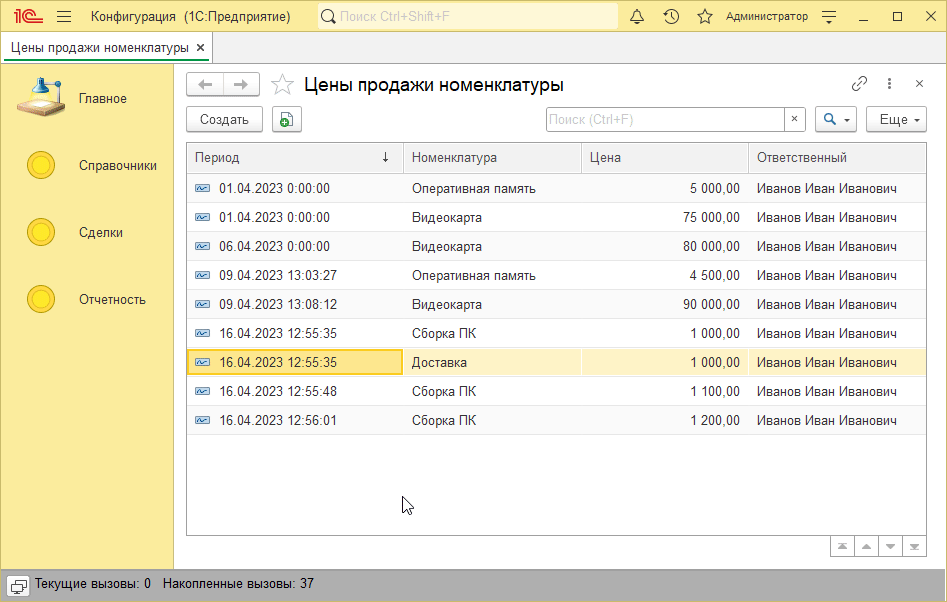 1С Конфигурация (1С:Предприятие) Поиск Ctrl+Shift+F Администратор
Цены продажи номенклатуры
Главное
Справочники
Сделки
Отчетность
Цены продажи номенклатуры
Создать Поиск (Ctrl+F) × Еще
Период Номенклатура Цена Ответственный
01.04.2023 0:00:00 Оперативная память 5 000,00 Иванов Иван Иванович
01.04.2023 0:00:00 Видеокарта 75 000,00 Иванов Иван Иванович
06.04.2023 0:00:00 Видеокарта 80 000,00 Иванов Иван Иванович
09.04.2023 13:03:27 Оперативная память 4 500,00 Иванов Иван Иванович
09.04.2023 13:08:12 Видеокарта 90 000,00 Иванов Иван Иванович
16.04.2023 12:55:35 Сборка ПК 1 000,00 Иванов Иван Иванович
16.04.2023 12:55:35 Доставка 1 000,00 Иванов Иван Иванович
16.04.2023 12:55:48 Сборка ПК 1 100,00 Иванов Иван Иванович
16.04.2023 12:56:01 Сборка ПК 1 200,00 Иванов Иван Иванович
Текущие вызовы: 0 Накопленные вызовы: 37